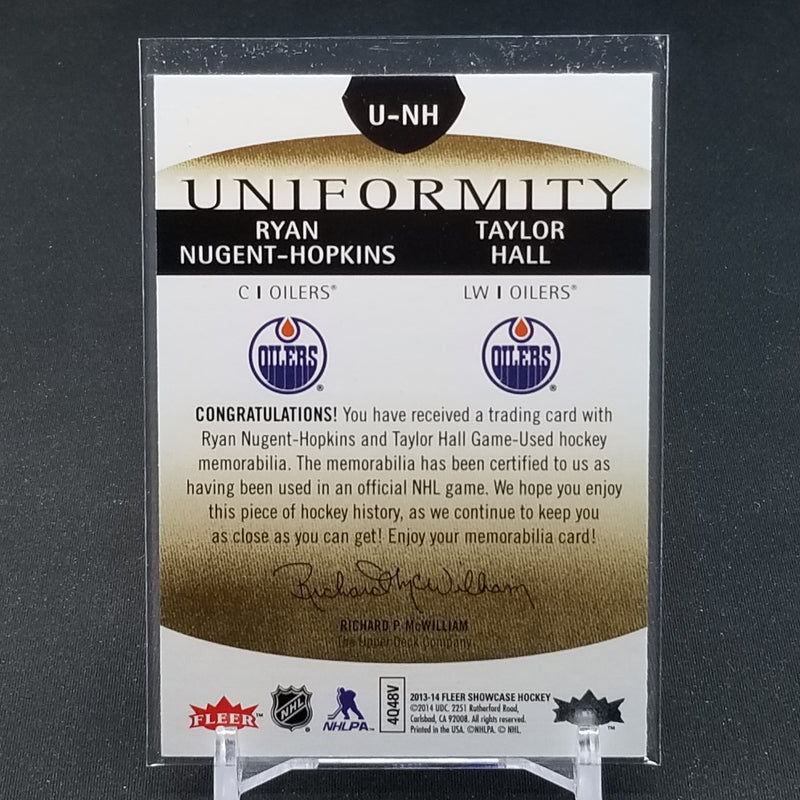 U-NH
UNIFORMITY
RYAN
NUGENT-HOPKINS
TAYLOR
HALL
C I OILERS®
LW I OILERS®
OILERS®
OILERS®
CONGRATULATIONS! You have received a trading card with
Ryan Nugent-Hopkins and Taylor Hall Game-Used hockey
memorabilia. The memorabilia has been certified to us as
having been used in an official NHL game. We hope you enjoy
this piece of hockey history, as we continue to keep you
as close as you can get! Enjoy your memorabilia card!
Richard McWilliam
RICHARD P. McWILLIAM
The Upper Deck Company
FLEER™
NHL
NHLPA™
4Q48V
2013-14 FLEER SHOWCASE HOCKEY
©2014 UDC. 2251 Rutherford Road,
Carlsbad, CA 92008. All rights reserved.
Printed in the USA. ©NHLPA. © NHL.